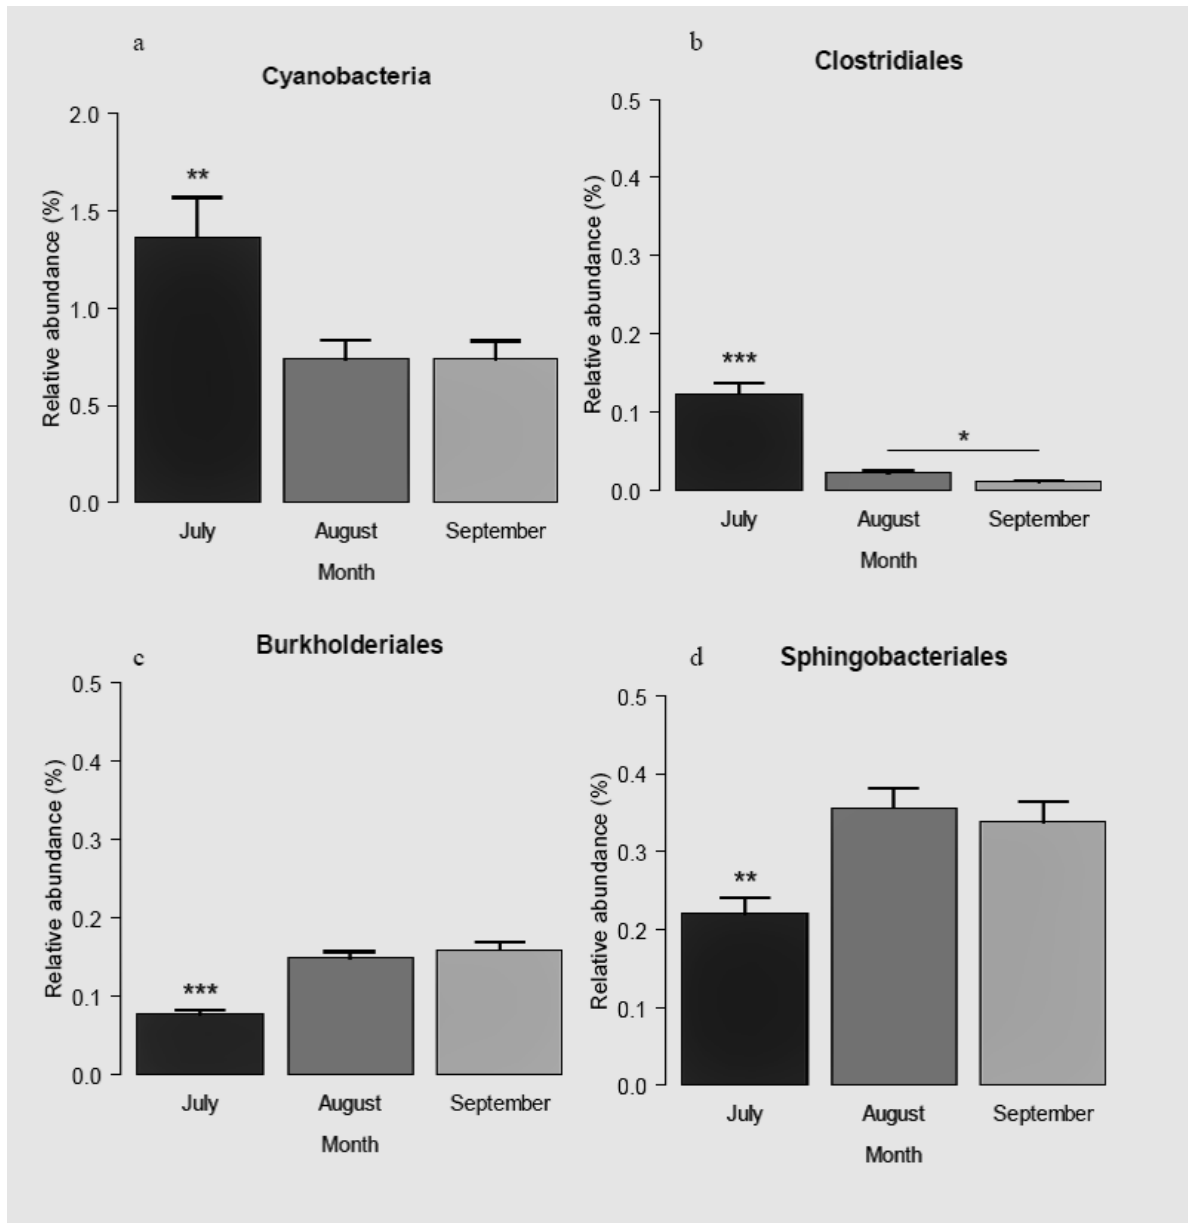 a
Cyanobacteria
Relative abundance (%)
2.0
1.5
1.0
0.5
0.0
**
July
August
September
Month
b
Clostridiales
Relative abundance (%)
0.5
0.4
0.3
0.2
0.1
0.0
***
*
July
August
September
Month
c
Burkholderiales
Relative abundance (%)
0.5
0.4
0.3
0.2
0.1
0.0
***
July
August
September
Month
d
Sphingobacteriales
Relative abundance (%)
0.5
0.4
0.3
0.2
0.1
0.0
**
July
August
September
Month